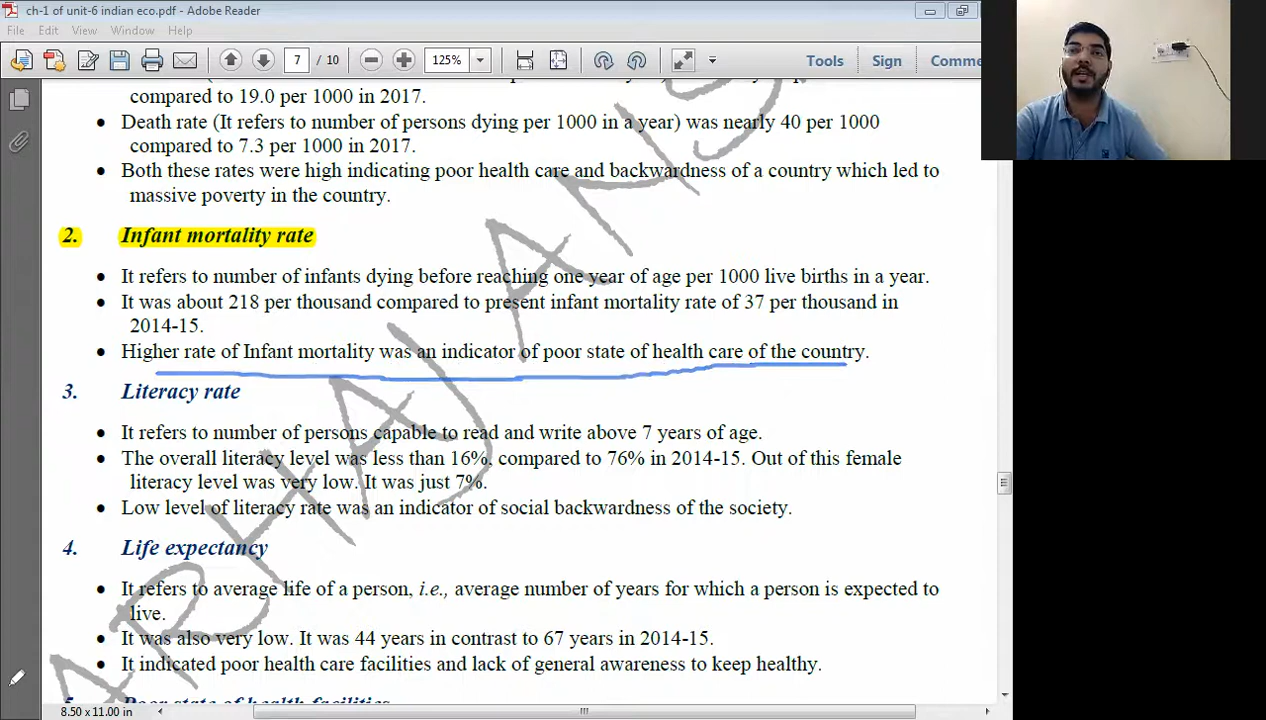 ch-1 of unit-6 indian eco.pdf - Adobe Reader
File Edit View Window Help
7 / 10 125% Tools Sign Comme
compared to 19.0 per 1000 in 2017.
• Death rate (It refers to number of persons dying per 1000 in a year) was nearly 40 per 1000
compared to 7.3 per 1000 in 2017.
• Both these rates were high indicating poor health care and backwardness of a country which led to
massive poverty in the country.
2. Infant mortality rate
• It refers to number of infants dying before reaching one year of age per 1000 live births in a year.
• It was about 218 per thousand compared to present infant mortality rate of 37 per thousand in
2014-15.
• Higher rate of Infant mortality was an indicator of poor state of health care of the country.
3. Literacy rate
• It refers to number of persons capable to read and write above 7 years of age.
• The overall literacy level was less than 16%, compared to 76% in 2014-15. Out of this female
literacy level was very low. It was just 7%.
• Low level of literacy rate was an indicator of social backwardness of the society.
4. Life expectancy
• It refers to average life of a person, i.e., average number of years for which a person is expected to
live.
• It was also very low. It was 44 years in contrast to 67 years in 2014-15.
• It indicated poor health care facilities and lack of general awareness to keep healthy.
5. Poor state of health facilities
8.50 x 11.00 in